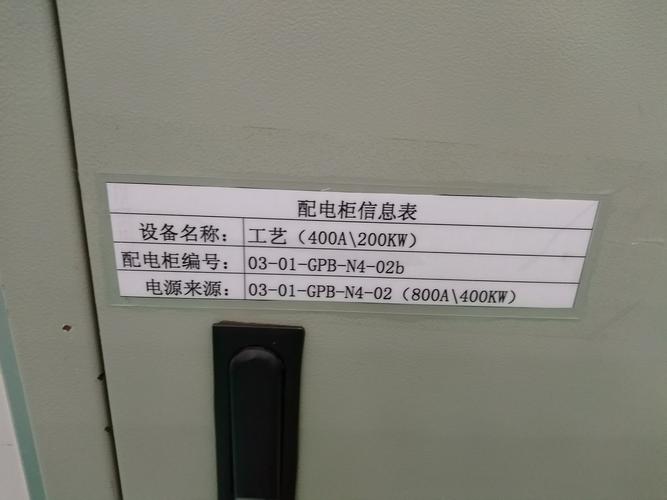 配电柜信息表
设备名称: 工艺（400A\200KW）
配电柜编号: 03-01-GPB-N4-02b
电源来源: 03-01-GPB-N4-02（800A\400KW）